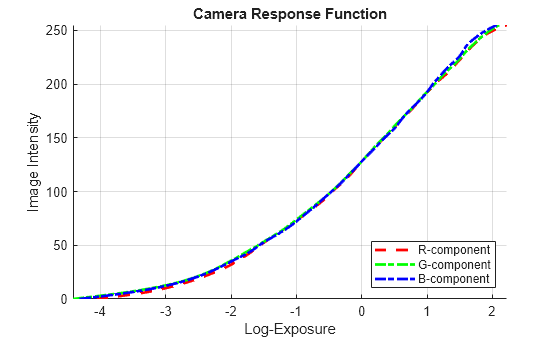 Camera Response Function
Image Intensity
250
200
150
100
50
0
-4 -3 -2 -1 0 1 2
Log-Exposure
R-component
G-component
B-component